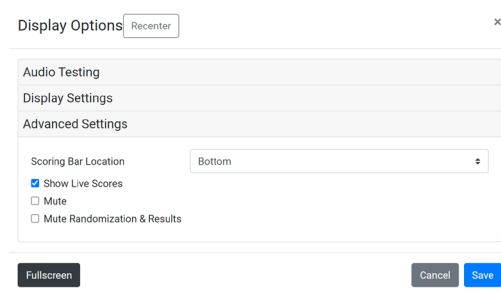 Display Options Recenter ×
Audio Testing
Display Settings
Advanced Settings
Scoring Bar Location Bottom
Show Live Scores
Mute
Mute Randomization & Results
Fullscreen Cancel Save